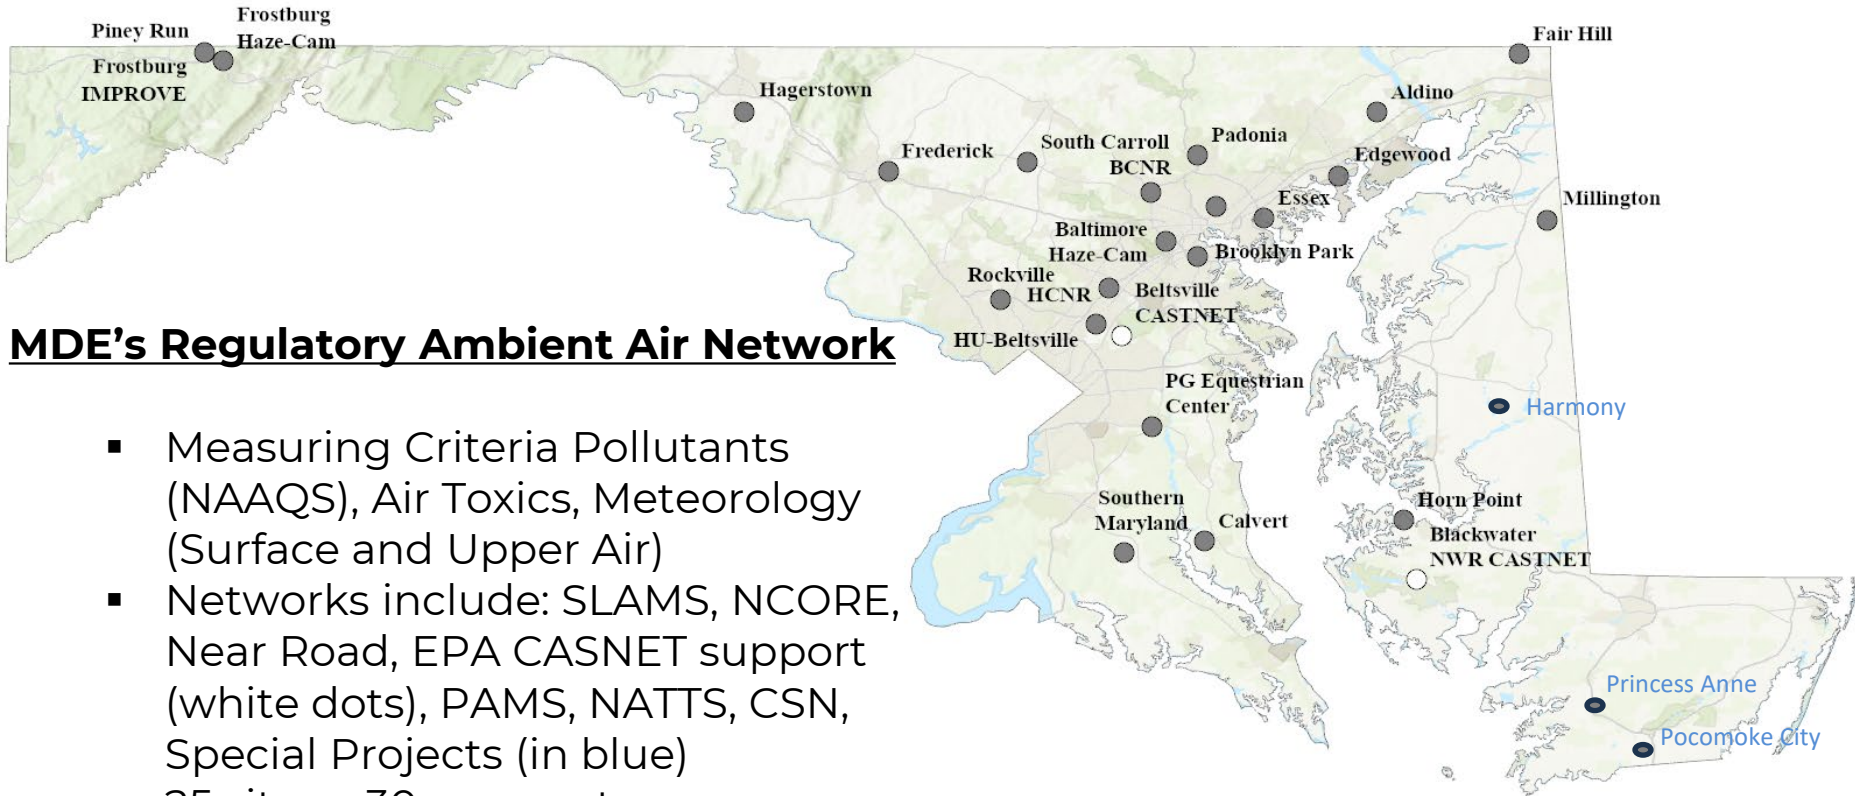 Frostburg
Haze-Cam
Piney Run
Frostburg
IMPROVE
Fair Hill
Hagerstown
Aldino
Frederick
South Carroll
BCNR
Padonia
Edgewood
Essex
Millington
Baltimore
Haze-Cam
Brooklyn Park
Rockville
HCNR
Beltsville
CASTNET
HU-Beltsville
PG Equestrian
Center
Harmony
Southern
Maryland
Calvert
Horn Point
Blackwater
NWR CASTNET
Princess Anne
Pocomoke City
MDE’s Regulatory Ambient Air Network
▪ Measuring Criteria Pollutants
(NAAQS), Air Toxics, Meteorology
(Surface and Upper Air)
▪ Networks include: SLAMS, NCORE,
Near Road, EPA CASNET support
(white dots), PAMS, NATTS, CSN,
Special Projects (in blue)